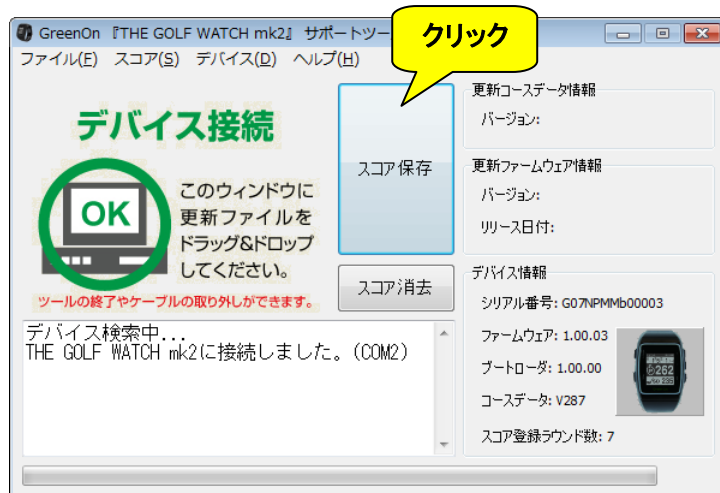 GreenOn 『THE GOLF WATCH mk2』 サポートツー
クリック
ファイル(F) スコア(S) デバイス(D) ヘルプ(H)
デバイス接続
OK
このウィンドウに
更新ファイルを
ドラッグ&ドロップ
してください。
ツールの終了やケーブルの取り外しができます。
スコア保存
スコア消去
更新コースデータ情報
バージョン:
更新ファームウェア情報
バージョン:
リリース日付:
デバイス情報
シリアル番号: G07NPMMb00003
ファームウェア: 1.00.03
ブートローダ: 1.00.00
コースデータ: V287
スコア登録ラウンド数: 7
262
デバイス検索中...
THE GOLF WATCH mk2に接続しました。(COM2)